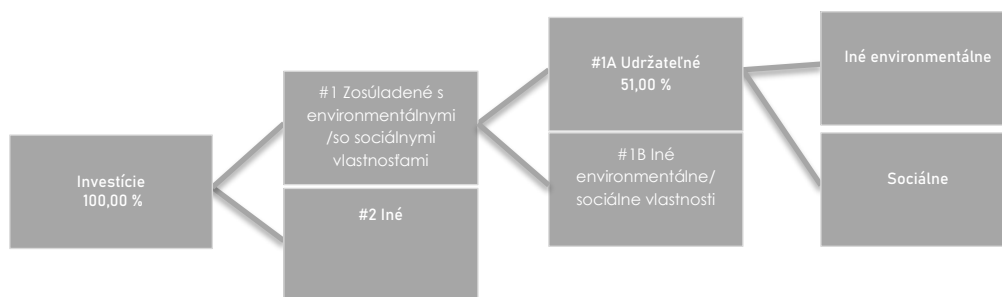 Investície
100,00 %
#1 Zosúladené s
environmentálnymi
/so sociálnymi
vlastnosťami
#2 Iné
#1A Udržateľné
51,00 %
#1B Iné
environmentálne/
sociálne vlastnosti
Iné environmentálne
Sociálne